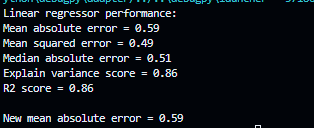 Linear regressor performance:
Mean absolute error = 0.59
Mean squared error = 0.49
Median absolute error = 0.51
Explain variance score = 0.86
R2 score = 0.86
New mean absolute error = 0.59